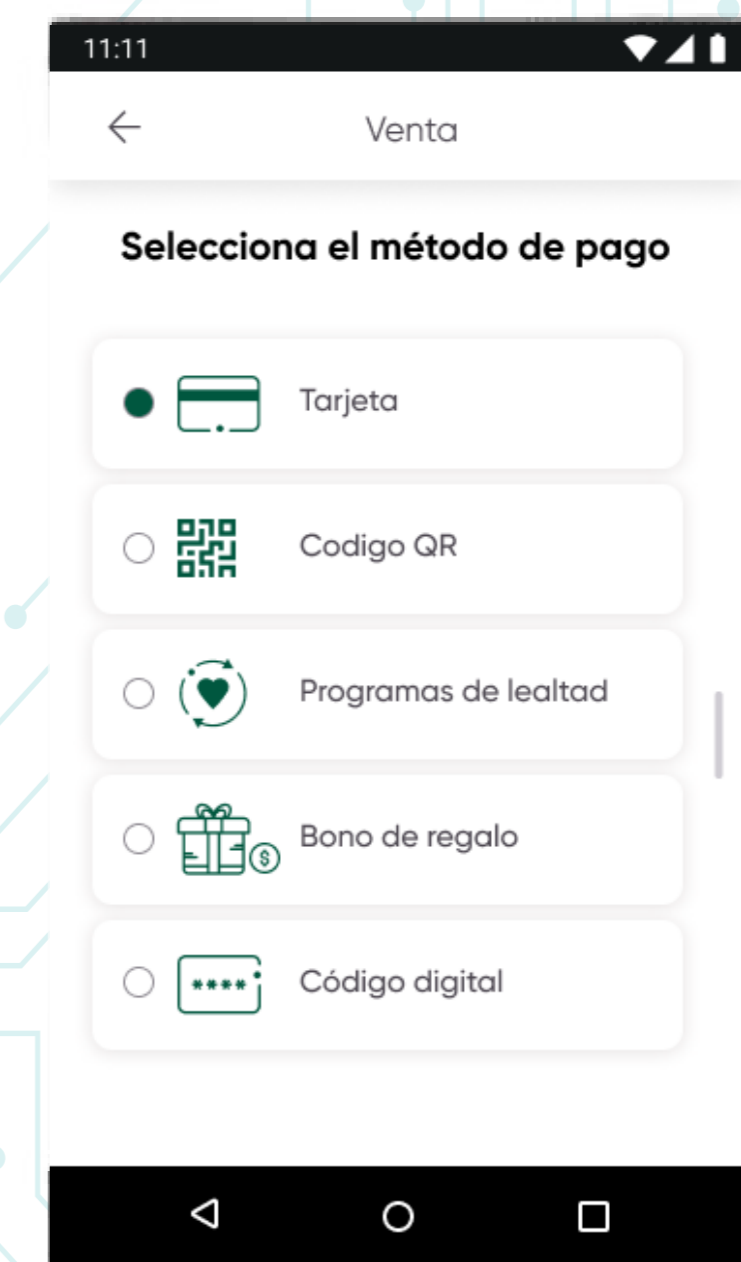 11:11
Venta
Selecciona el método de pago
Tarjeta
Codigo QR
Programas de lealtad
Bono de regalo
$
Código digital
****